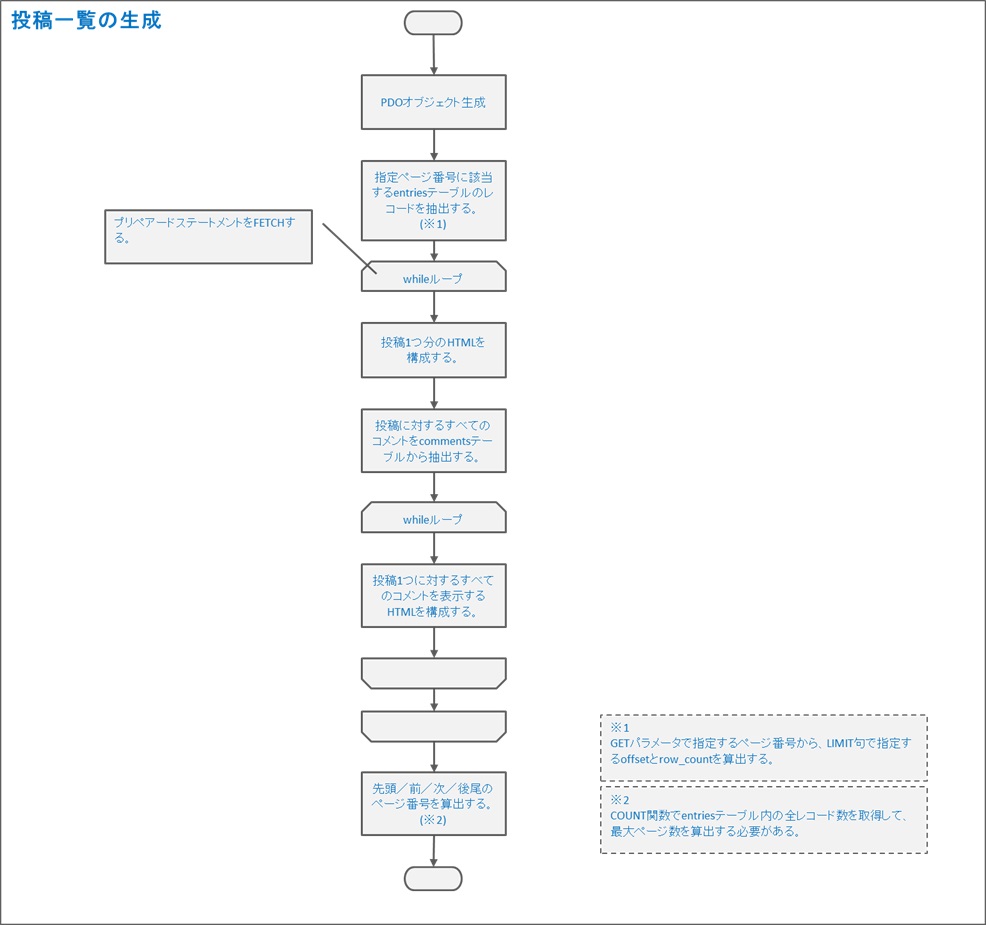 投稿一覧の生成
PDOオブジェクト生成
指定ページ番号に該当
するentriesテーブルのレ
コードを抽出する。
(※1)
プリペアードステートメントをFETCHす
る。
whileループ
投稿1つ分のHTMLを
構成する。
投稿に対するすべての
コメントをcommentsテー
ブルから抽出する。
whileループ
投稿1つに対するすべて
のコメントを表示する
HTMLを構成する。
先頭／前／次／後尾の
ページ番号を算出する。
(※2)
※1
GETパラメータで指定するページ番号から、LIMIT句で指定す
るoffsetとrow_countを算出する。
※2
COUNT関数でentriesテーブル内の全レコード数を取得して、
最大ページ数を算出する必要がある。